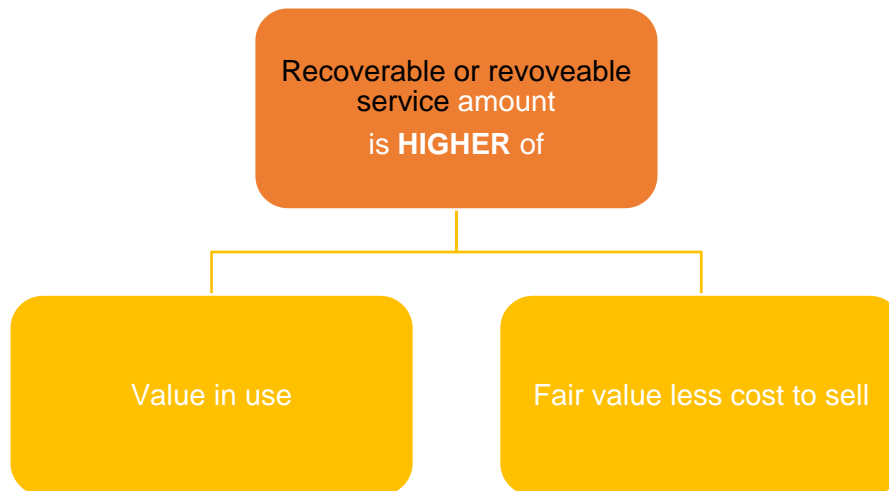 Recoverable or revoveable
service amount
is HIGHER of
Value in use
Fair value less cost to sell